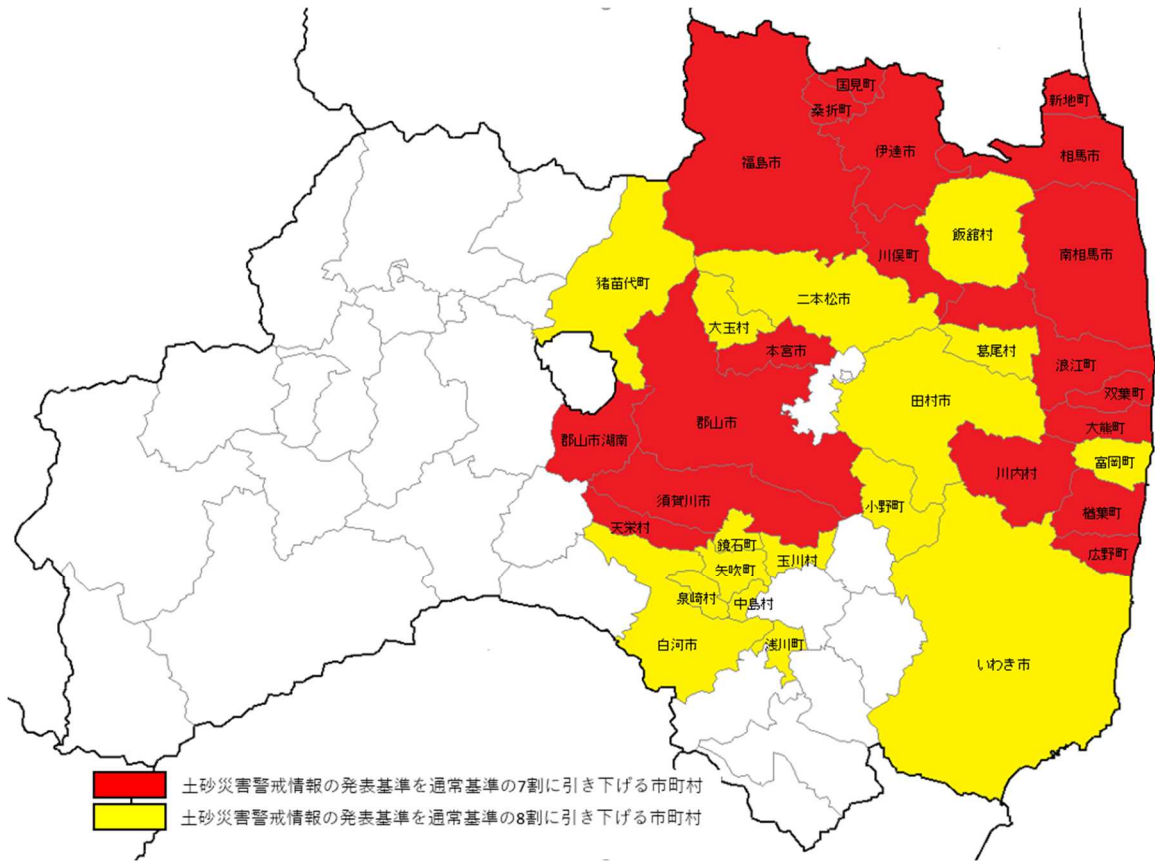 国見町
新地町
桑折町
伊達市
相馬市
福島市
飯舘村
川俣町
南相馬市
猪苗代町
二本松市
大玉村
本宮市
葛尾村
浪江町
双葉町
田村市
郡山市
大熊町
郡山市湖南
富岡町
川内村
須賀川市
小野町
楢葉町
天栄村
鏡石町
玉川村
広野町
矢吹町
泉崎村
中島村
白河市
浅川町
いわき市
土砂災害警戒情報の発表基準を通常基準の7割に引き下げる市町村
土砂災害警戒情報の発表基準を通常基準の8割に引き下げる市町村